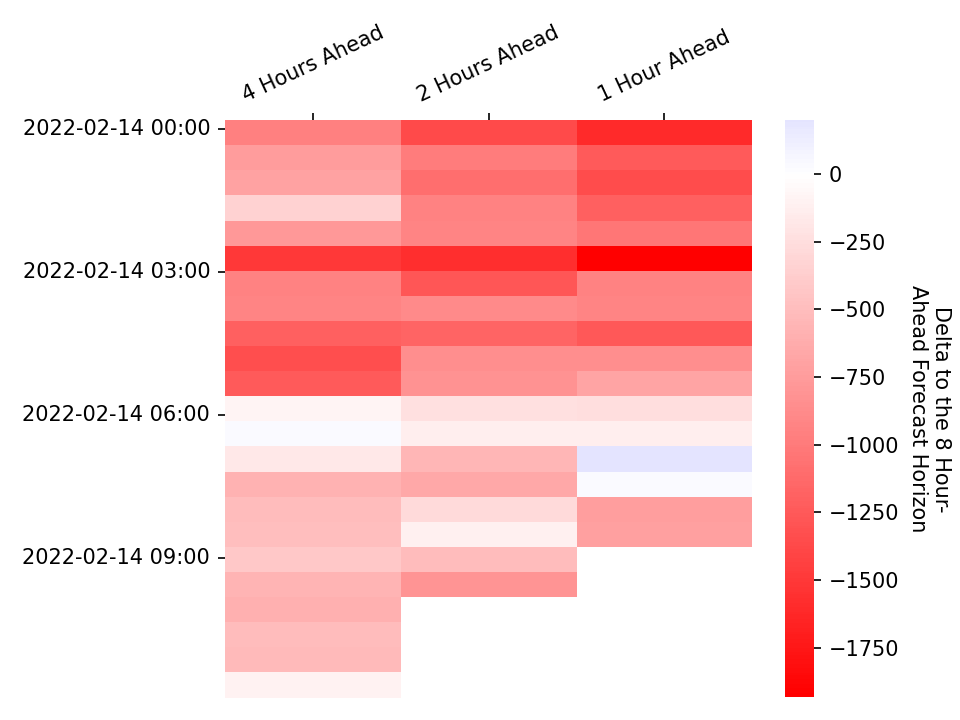 4 Hours Ahead
2 Hours Ahead
1 Hour Ahead
2022-02-14 00:00
2022-02-14 03:00
2022-02-14 06:00
2022-02-14 09:00
0
−250
−500
−750
−1000
−1250
−1500
−1750
Delta to the 8 Hour-
Ahead Forecast Horizon